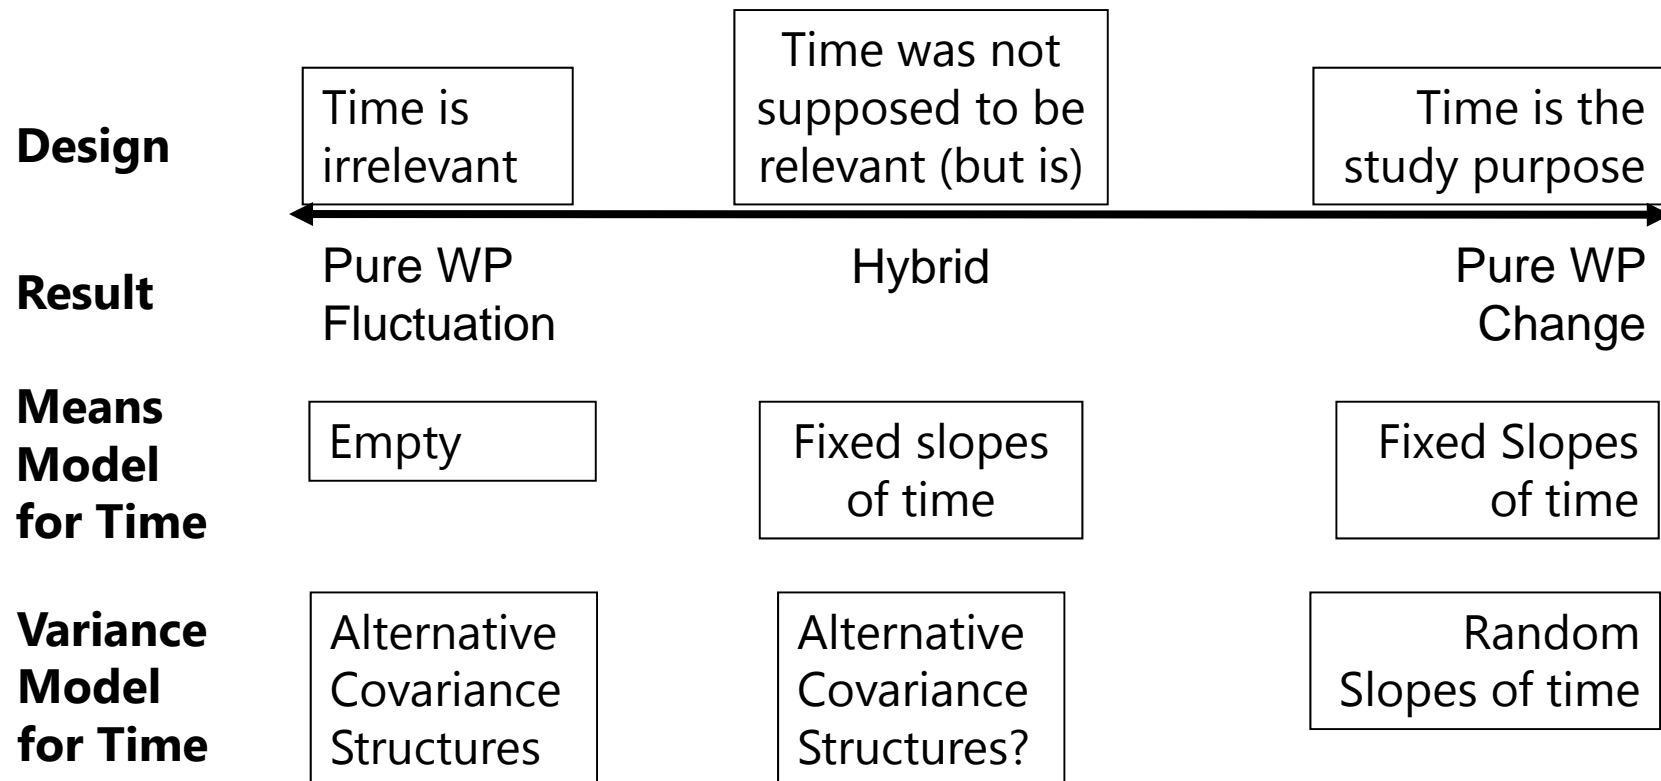 Design
Time is
irrelevant
Time was not
supposed to be
relevant (but is)
Time is the
study purpose
Result
Pure WP
Fluctuation
Hybrid
Pure WP
Change
Means
Model
for Time
Empty
Fixed slopes
of time
Fixed Slopes
of time
Variance
Model
for Time
Alternative
Covariance
Structures
Alternative
Covariance
Structures?
Random
Slopes of time